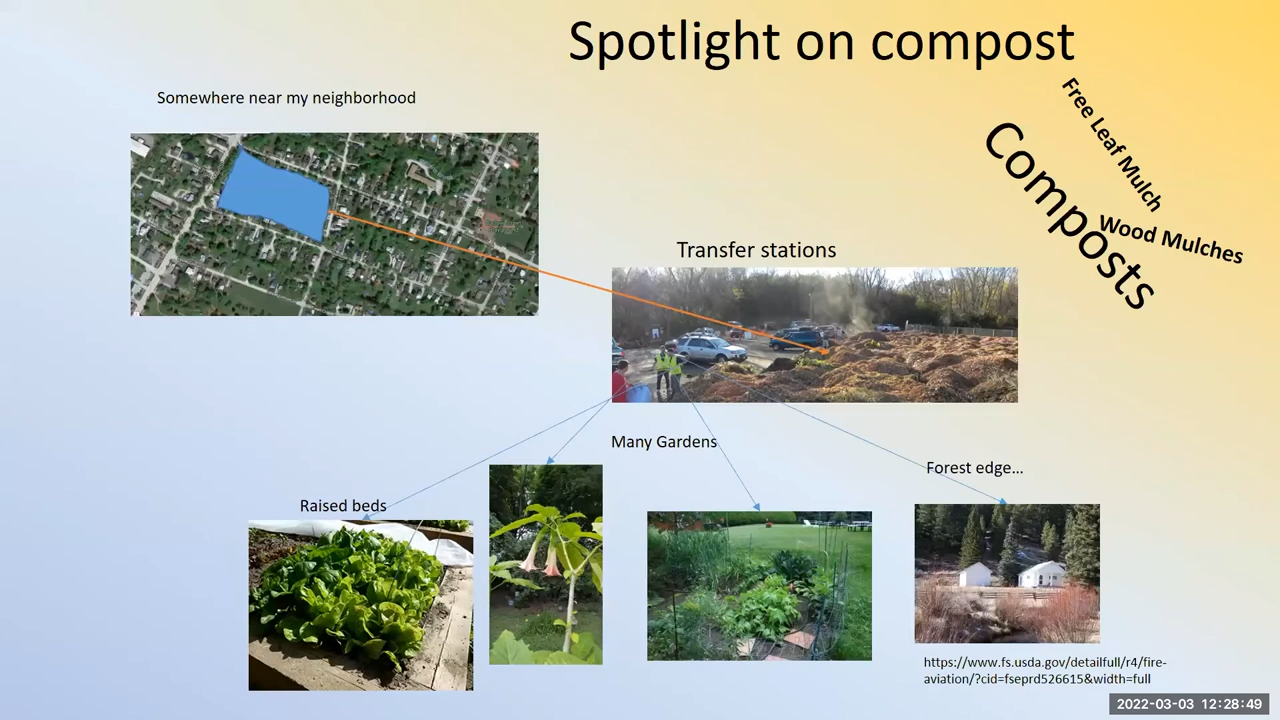 Spotlight on compost
Somewhere near my neighborhood
Free Leaf Mulch
Composts
Wood Mulches
Transfer stations
Many Gardens
Forest edge...
Raised beds
https://www.fs.usda.gov/detailfull/r4/fire-
aviation/?cid=fseprd526615&width=full
2022-03-03 12:28:49